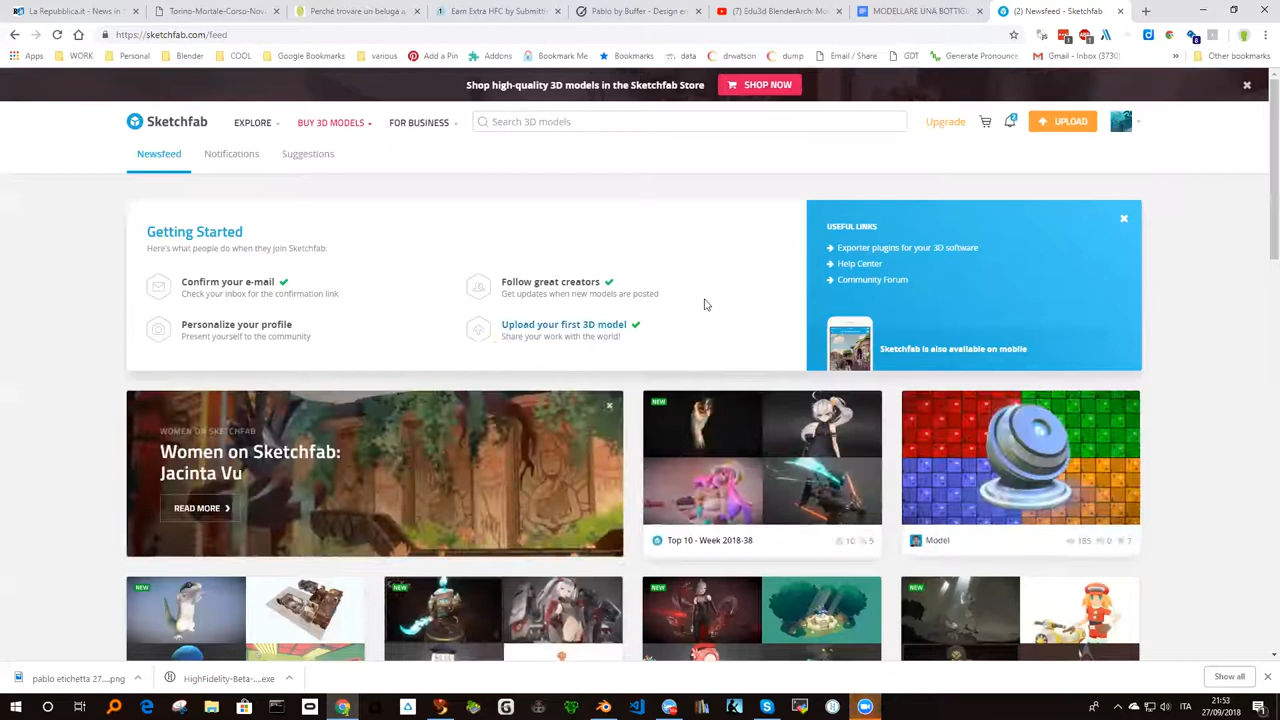 La Repubblica.it - News in
Torino-Mortale-Corso-Nov
Perché trovare un beluga a
Earn Extra HFC by Submitti
Pablo by Buffer - Design en
(7) Edu3d BlenderArch: Mo
MODELLARE UNA BOTTIGI
(2) Newsfeed - Sketchfab
https://sketchfab.com/feed
Apps WORK Personal Blender COOL Google Bookmarks various Add a Pin Addons Bookmark Me Bookmarks data drwatson dump Email / Share GDT Generate Pronounce Gmail - Inbox (3730) » Other bookmarks
Shop high-quality 3D models in the Sketchfab Store SHOP NOW
Sketchfab EXPLORE BUY 3D MODELS FOR BUSINESS Search 3D models Upgrade 2 UPLOAD
Newsfeed Notifications Suggestions
Getting Started
Here's what people do when they join Sketchfab:
Confirm your e-mail
Check your inbox for the confirmation link
Follow great creators
Get updates when new models are posted
Personalize your profile
Present yourself to the community
Upload your first 3D model
Share your work with the world!
USEFUL LINKS
Exporter plugins for your 3D software
Help Center
Community Forum
Sketchfab is also available on mobile
WOMEN ON SKETCHFAB
Women on Sketchfab:
Jacinta Vu
READ MORE
NEW
Top 10 - Week 2018-38 10 5
Model 185 0 7
NEW
NEW
NEW
NEW
pablo etichetta 27....png
HighFidelity-Beta-....exe
Show all
ITA
21:53
27/09/2018